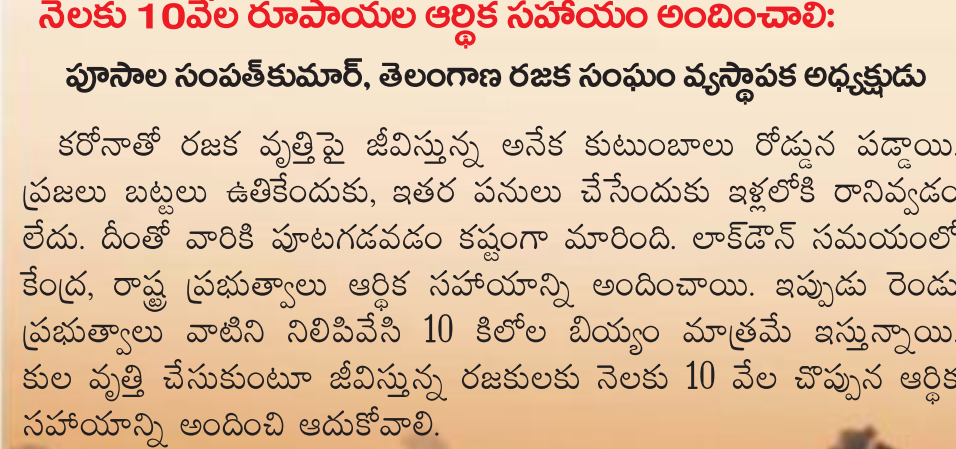 నెలకు 10వేల రూపాయల ఆర్థిక సహాయం అందించాలి:
పూసాల సంపత్‌కుమార్, తెలంగాణ రజక సంఘం వ్యవస్థాపక అధ్యక్షుడు
కరోనాతో రజక వృత్తిపై జీవిస్తున్న అనేక కుటుంబాలు రోడ్డున పడ్డాయి.
ప్రజలు బట్టలు ఉతికేందుకు, ఇతర పనులు చేసేందుకు ఇళ్లలోకి రానివ్వడం
లేదు. దీంతో వారికి పూటగడవడం కష్టంగా మారింది. లాక్‌డౌన్ సమయంలో
కేంద్ర, రాష్ట్ర ప్రభుత్వాలు ఆర్థిక సహాయాన్ని అందించాయి. ఇప్పుడు రెండు
ప్రభుత్వాలు వాటిని నిలిపివేసి 10 కిలోల బియ్యం మాత్రమే ఇస్తున్నాయి.
కుల వృత్తి చేసుకుంటూ జీవిస్తున్న రజకులకు నెలకు 10 వేల చొప్పున ఆర్థిక
సహాయాన్ని అందించి ఆదుకోవాలి.